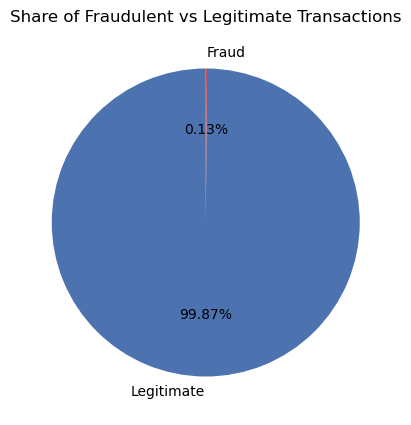 Share of Fraudulent vs Legitimate Transactions
Fraud
0.13%
99.87%
Legitimate